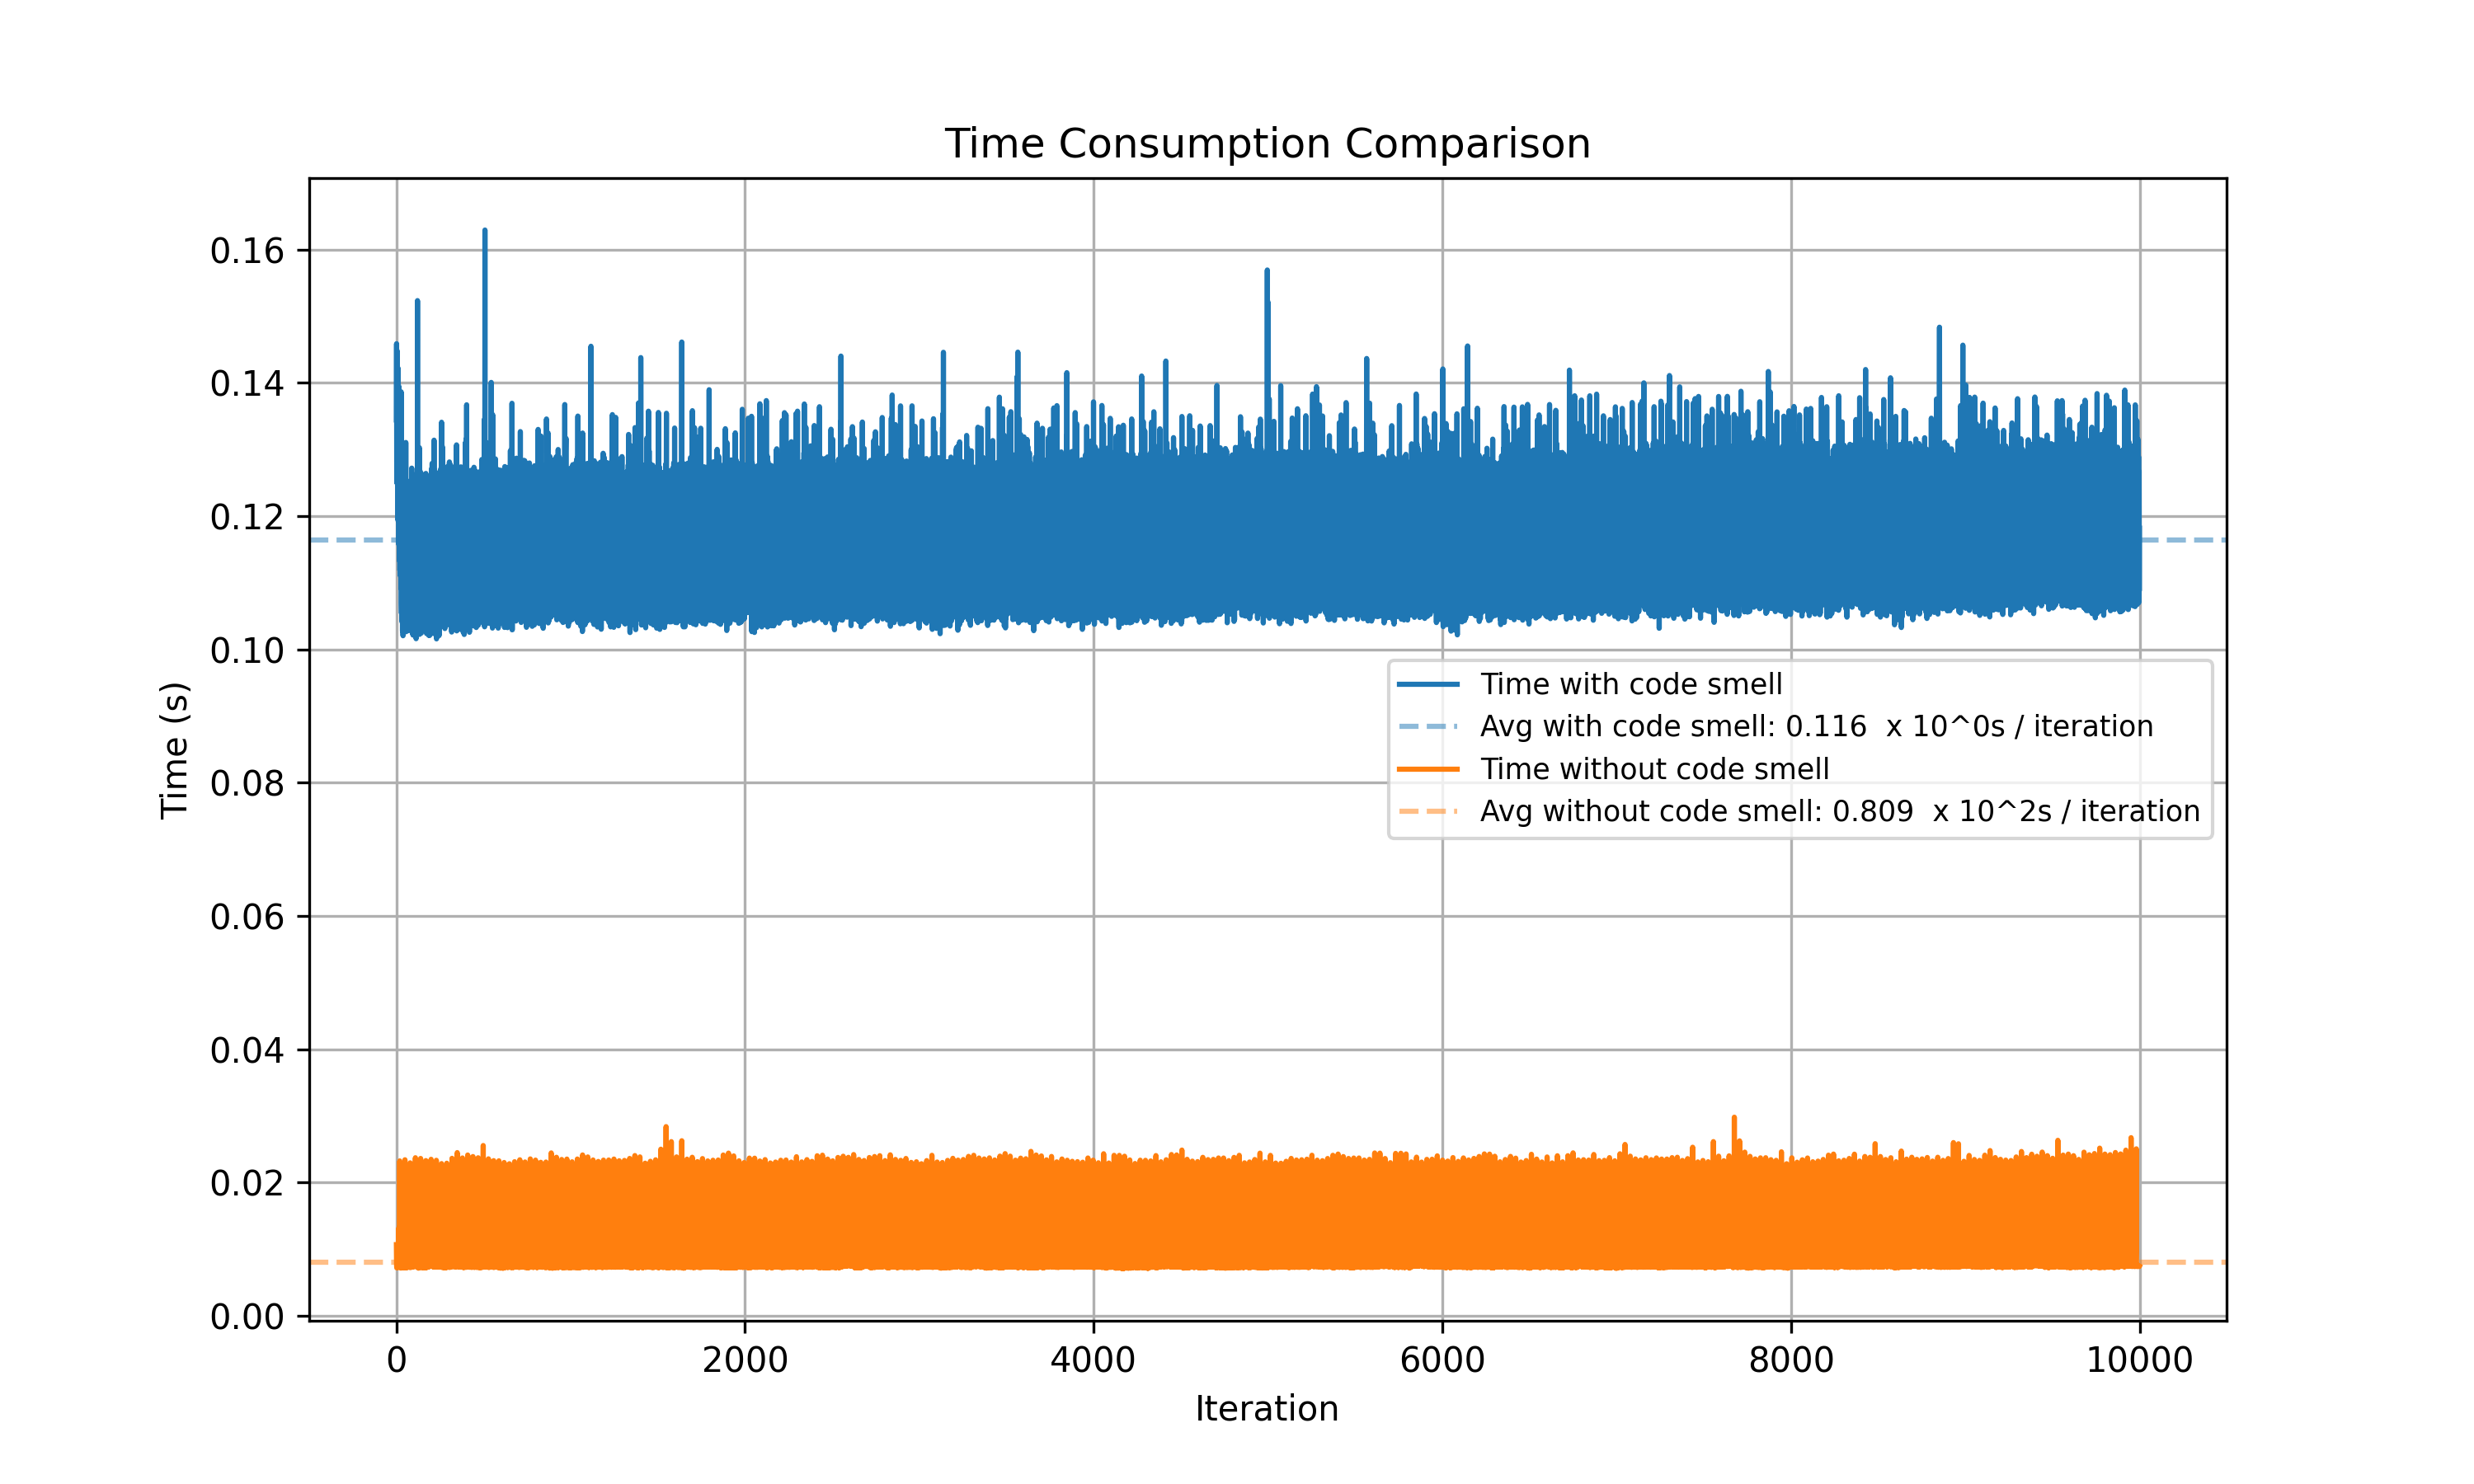 Time Consumption Comparison
0.16
0.14
0.12
0.10
0.08
0.06
0.04
0.02
0.00
Time (s)
Time with code smell
Avg with code smell: 0.116  x 10^0s / iteration
Time without code smell
Avg without code smell: 0.809  x 10^2s / iteration
0 2000 4000 6000 8000 10000
Iteration